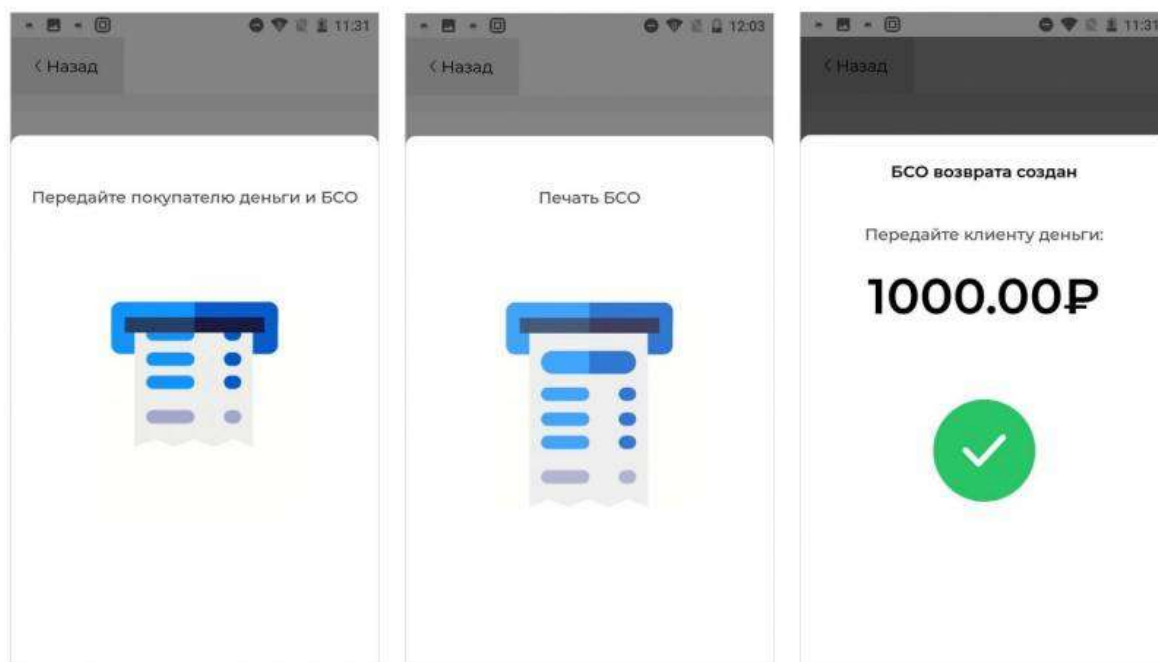 11:31
< Назад
Передайте покупателю деньги и БСО
12:03
< Назад
Печать БСО
11:31
< Назад
БСО возврата создан
Передайте клиенту деньги:
1000.00₽